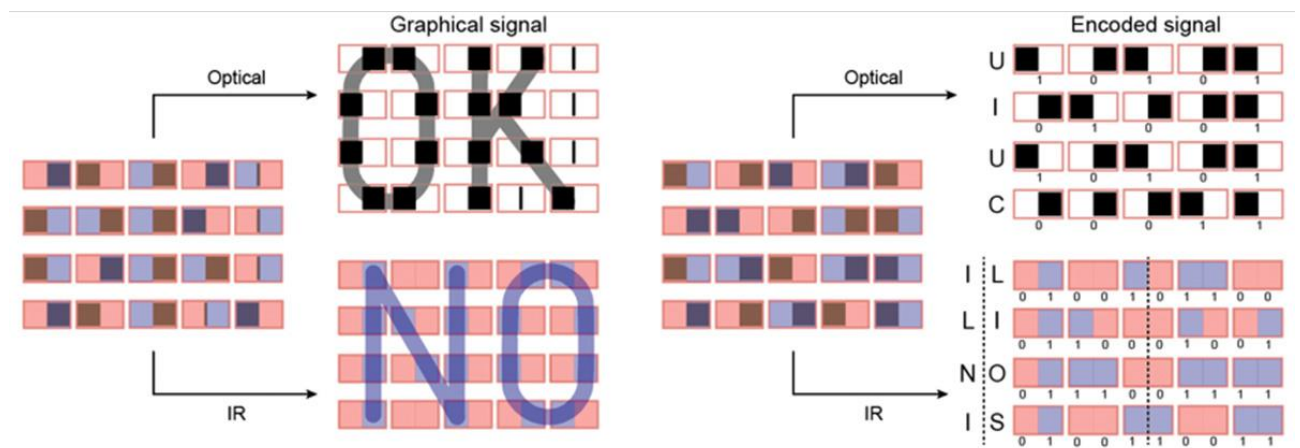 Graphical signal
Optical
OK
NO
IR
Encoded signal
Optical
U
1 0 1 0 1
I
0 1 0 0 1
U
1 0 1 0 1
C
0 0 0 1 1
I L
0 1 0 0 1 0 1 1 0 0
L I
0 1 1 0 0 0 1 0 0 1
N O
0 1 1 1 0 0 1 1 1 1
I S
0 1 0 0 1 1 0 0 1 1
IR